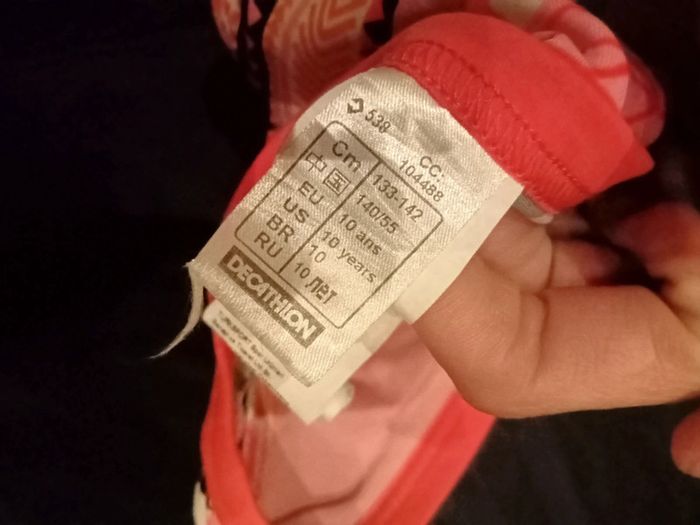 538
CC.
104488
Cm 133-142
中国 140/55
EU 10 ans
US 10 years
BR 10
RU 10 лет
DECATHLON